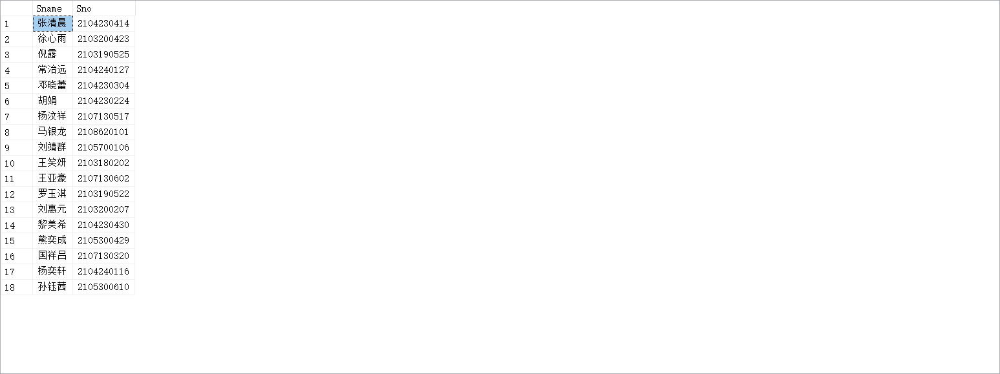 Sname Sno
1 张清晨 2104230414
2 徐心雨 2103200423
3 倪露 2103190525
4 常治远 2104240127
5 邓晓蕾 2104230304
6 胡娟 2104230224
7 杨汶祥 2107130517
8 马银龙 2108620101
9 刘靖群 2105700106
10 王笑妍 2103180202
11 王亚豪 2107130602
12 罗玉淇 2103190522
13 刘惠元 2103200207
14 黎美希 2104230430
15 熊奕成 2105300429
16 国祥吕 2107130320
17 杨奕轩 2104240116
18 孙钰茜 2105300610